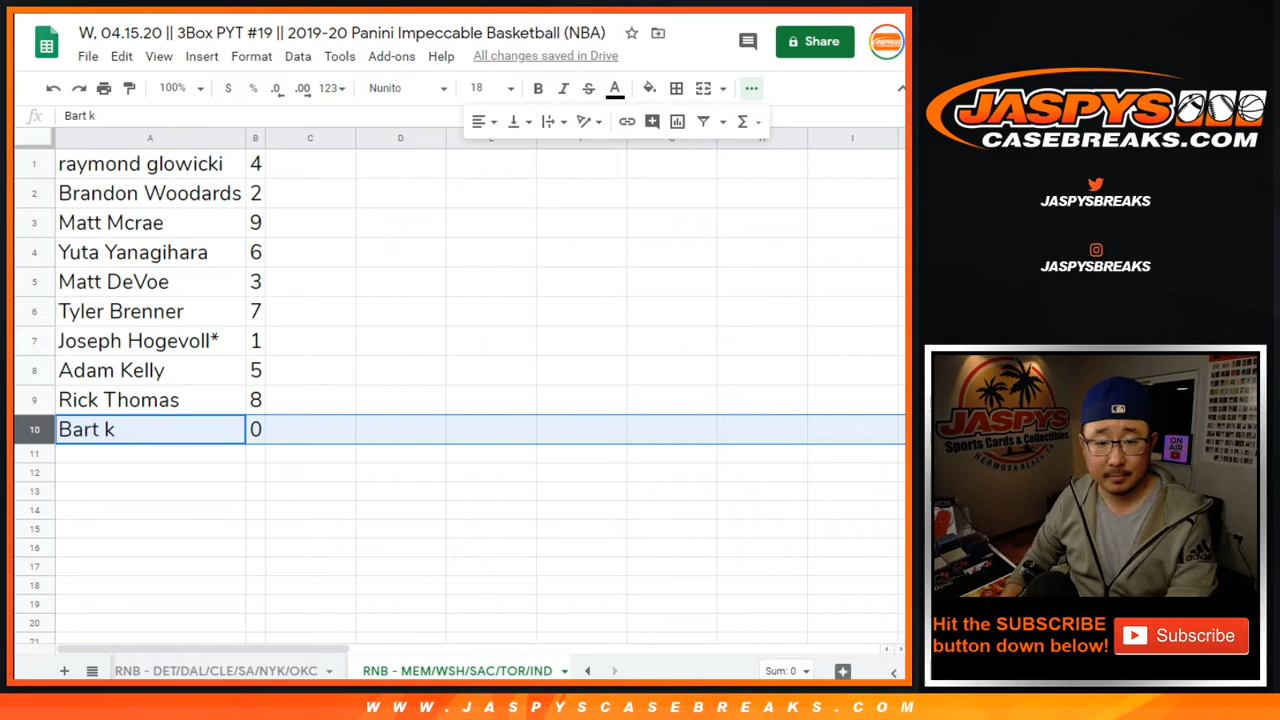 W, 04.15.20 || 3Box PYT #19 || 2019-20 Panini Impeccable Basketball (NBA)
File Edit View Insert Format Data Tools Add-ons Help All changes saved in Drive
Share
100% $ % .0 .00 123 Nunito 18 B I S A
fx Bart k
A B C D I
1 raymond glowicki 4
2 Brandon Woodards 2
3 Matt Mcrae 9
4 Yuta Yanagihara 6
5 Matt DeVoe 3
6 Tyler Brenner 7
7 Joseph Hogevoll* 1
8 Adam Kelly 5
9 Rick Thomas 8
10 Bart k 0
11
12
13
14
15
16
17
18
19
20
21
RNB - DET/DAL/CLE/SA/NYK/OKC RNB - MEM/WSH/SAC/TOR/IND Sum: 0
JASPYS
CASEBREAKS.COM
JASPYSBREAKS
JASPYSBREAKS
JASPYS
Sports Cards & Collectibles
HERMOSA BEACH, CA
ON AIR
adidas
Hit the SUBSCRIBE
button down below!
Subscribe
WWW.JASPYSCASEBREAKS.COM